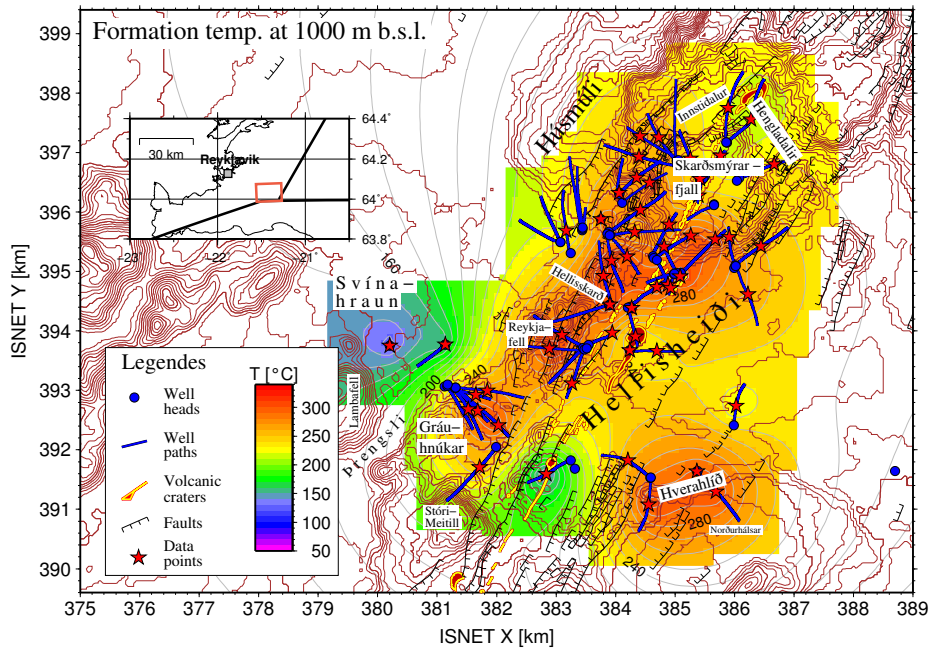 Formation temp. at 1000 m b.s.l.
399
398
397
396
395
394
393
392
391
390
ISNET Y [km]
64.4˚
64.2˚
64˚
63.8˚
−23˚
−22˚
−21˚
30 km
Reykjavik
Húsmúli
Innstidalur
Hengladalir
Skarðsmýrar −
fjall
Hellisskarð
160
Svína−
hraun
280
Reykja−
fell
Hellisheiði
240
200
Lambafell
Þrengsli
Gráu−
hnúkar
Hverahlíð
Stóri−
Meitill
Norðurhálsar
280
240
Legendes
Well
heads
Well
paths
Volcanic
craters
Faults
Data
points
T [°C]
300
250
200
150
100
50
375
376
377
378
379
380
381
382
383
384
385
386
387
388
389
ISNET X [km]